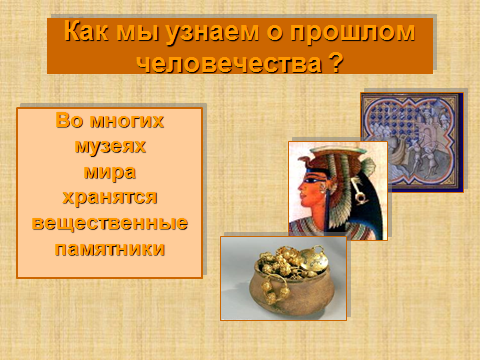 Как мы узнаем о прошлом
человечества ?
Во многих
музеях
мира
хранятся
вещественные
памятники